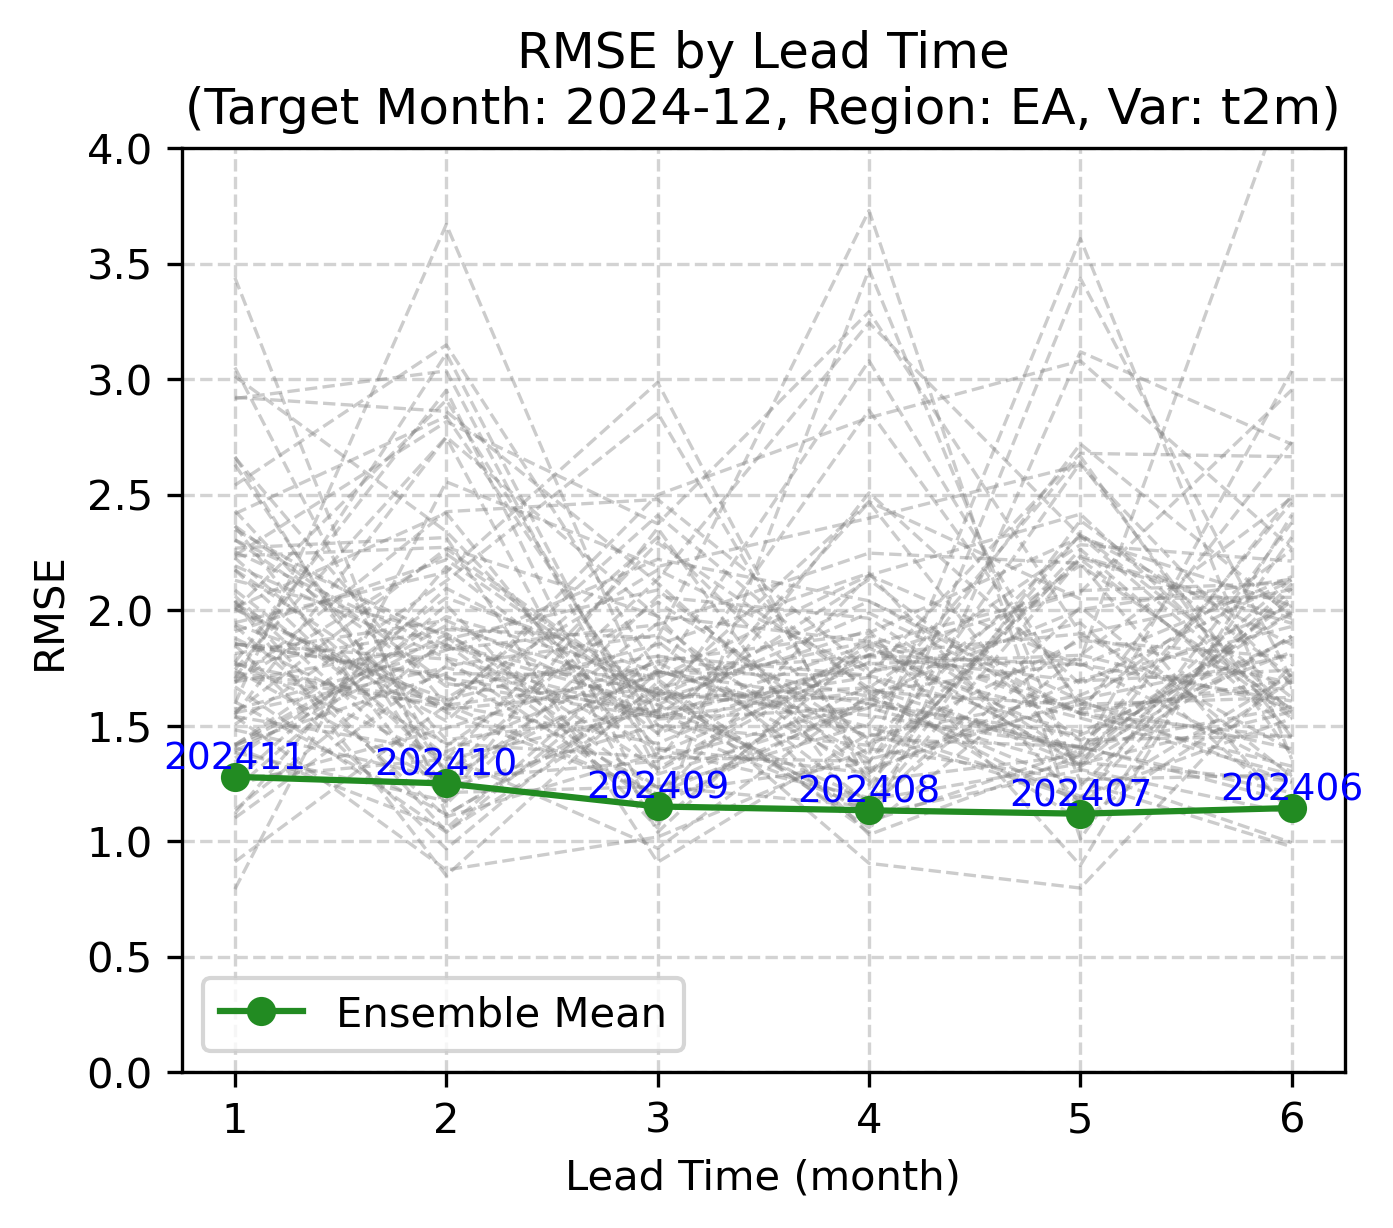 RMSE by Lead Time
(Target Month: 2024-12, Region: EA, Var: t2m)
4.0
3.5
3.0
2.5
2.0
1.5
1.0
0.5
0.0
RMSE
202411
202410
202409
202408
202407
202406
Ensemble Mean
1 2 3 4 5 6
Lead Time (month)